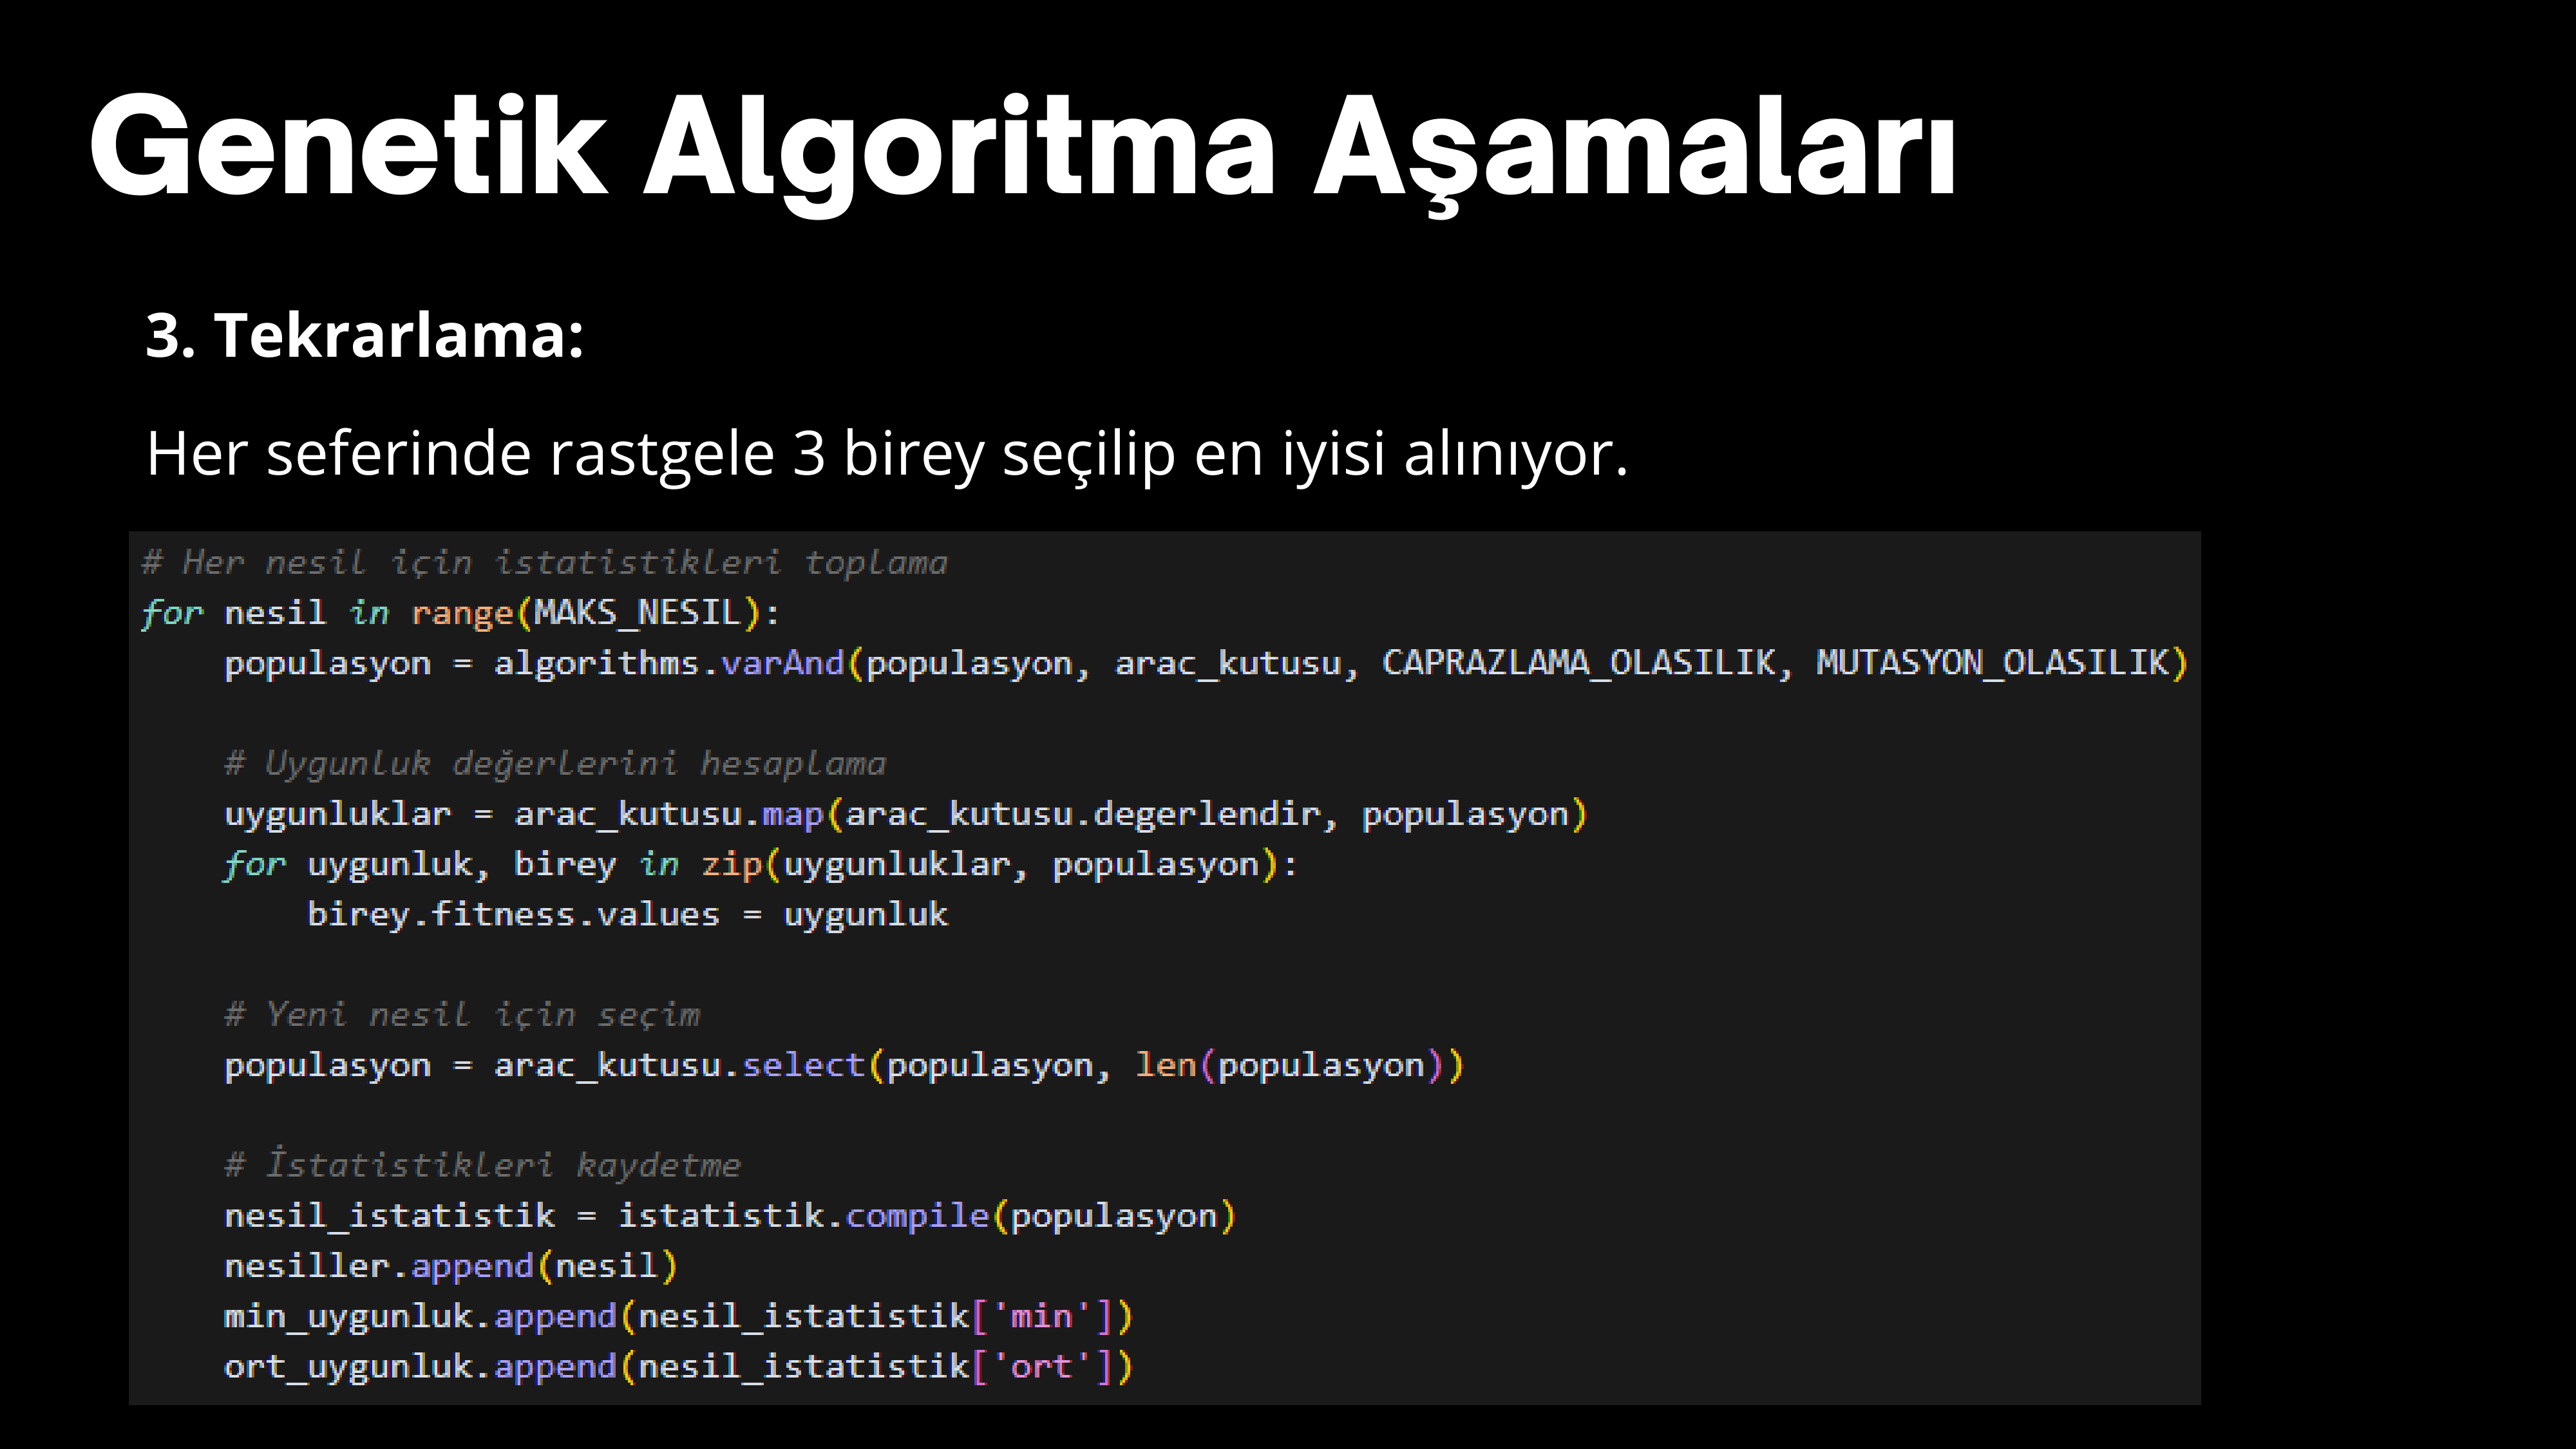 Genetik Algoritma Aşamaları
3. Tekrarlama:
Her seferinde rastgele 3 birey seçilip en iyisi alınıyor.
# Her nesil için istatistikleri toplama
for nesil in range(MAKS_NESIL):
    populasyon = algorithms.varAnd(populasyon, arac_kutusu, CAPRAZLAMA_OLASILIK, MUTASYON_OLASILIK)
    # Uygunluk değerlerini hesaplama
    uygunluklar = arac_kutusu.map(arac_kutusu.degerlendir, populasyon)
    for uygunluk, birey in zip(uygunluklar, populasyon):
        birey.fitness.values = uygunluk
    # Yeni nesil için seçim
    populasyon = arac_kutusu.select(populasyon, len(populasyon))
    # İstatistikleri kaydetme
    nesil_istatistik = istatistik.compile(populasyon)
    nesiller.append(nesil)
    min_uygunluk.append(nesil_istatistik['min'])
    ort_uygunluk.append(nesil_istatistik['ort'])